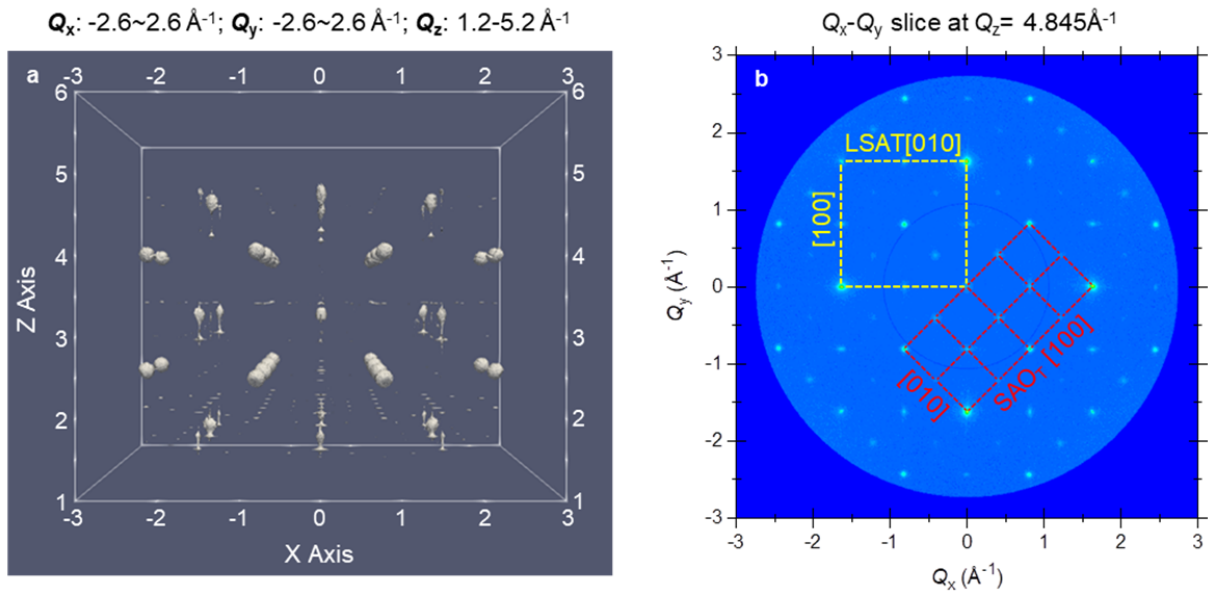 Qx: -2.6~2.6 Å-1; Qy: -2.6~2.6 Å-1; Qz: 1.2-5.2 Å-1
a
-3 -2 -1 0 1 2 3
6 6
5 5
4 4
3 3
2 2
1 1
-3 -2 -1 0 1 2 3
Z Axis
X Axis
Qx-Qy slice at Qz= 4.845Å-1
b
3
2
1
0
-1
-2
-3
Qy (Å-1)
LSAT[010]
[100]
[010]
SAOT [100]
-3 -2 -1 0 1 2 3
Qx (Å-1)